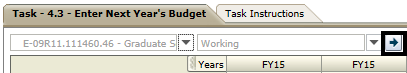 Task - 4.3 - Enter Next Year's Budget Task Instructions
E-09R11.111460.46 - Graduate S Working
Years FY15 FY15